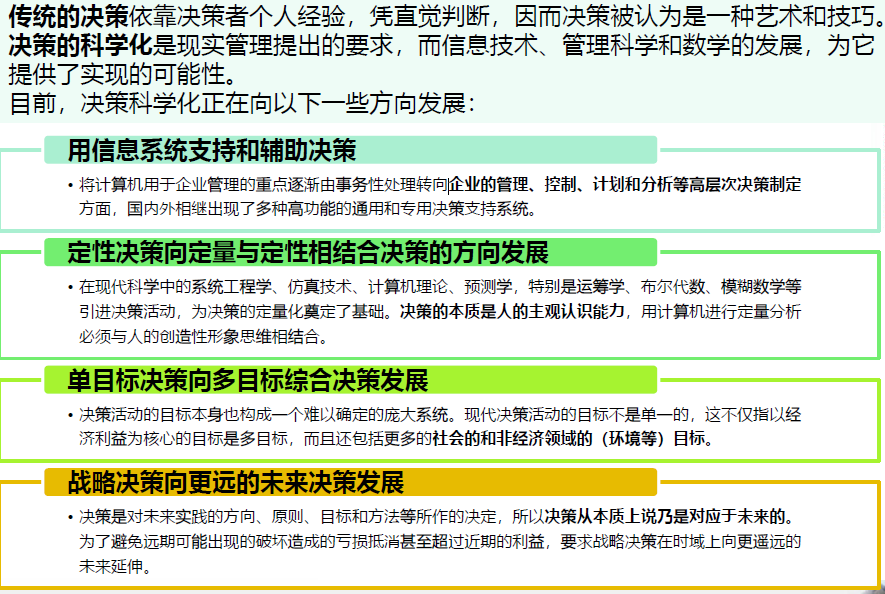 传统的决策依靠决策者个人经验，凭直觉判断，因而决策被认为是一种艺术和技巧。
决策的科学化是现实管理提出的要求，而信息技术、管理科学和数学的发展，为它
提供了实现的可能性。
目前，决策科学化正在向以下一些方向发展：
用信息系统支持和辅助决策
• 将计算机用于企业管理的重点逐渐由事务性处理转向企业的管理、控制、计划和分析等高层次决策制定
方面，国内外相继出现了多种高功能的通用和专用决策支持系统。
定性决策向定量与定性相结合决策的方向发展
• 在现代科学中的系统工程学、仿真技术、计算机理论、预测学，特别是运筹学、布尔代数、模糊数学等
引进决策活动，为决策的定量化奠定了基础。决策的本质是人的主观认识能力，用计算机进行定量分析
必须与人的创造性形象思维相结合。
单目标决策向多目标综合决策发展
• 决策活动的目标本身也构成一个难以确定的庞大系统。现代决策活动的目标不是单一的，这不仅指以经
济利益为核心的目标是多目标，而且还包括更多的社会的和非经济领域的（环境等）目标。
战略决策向更远的未来决策发展
• 决策是对未来实践的方向、原则、目标和方法等所作的决定，所以决策从本质上说乃是对应于未来的。
为了避免远期可能出现的破坏造成的亏损抵消甚至超过近期的利益，要求战略决策在时域上向更遥远的
未来延伸。